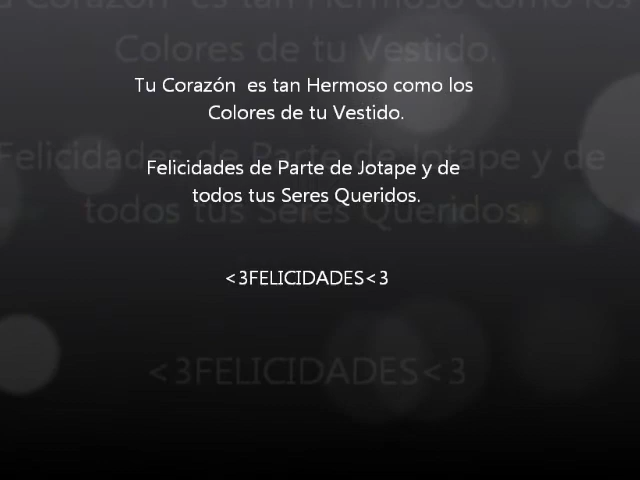 Tu Corazón  es tan Hermoso como los
Colores de tu Vestido.
Felicidades de Parte de Jotape y de
todos tus Seres Queridos.
<3FELICIDADES<3